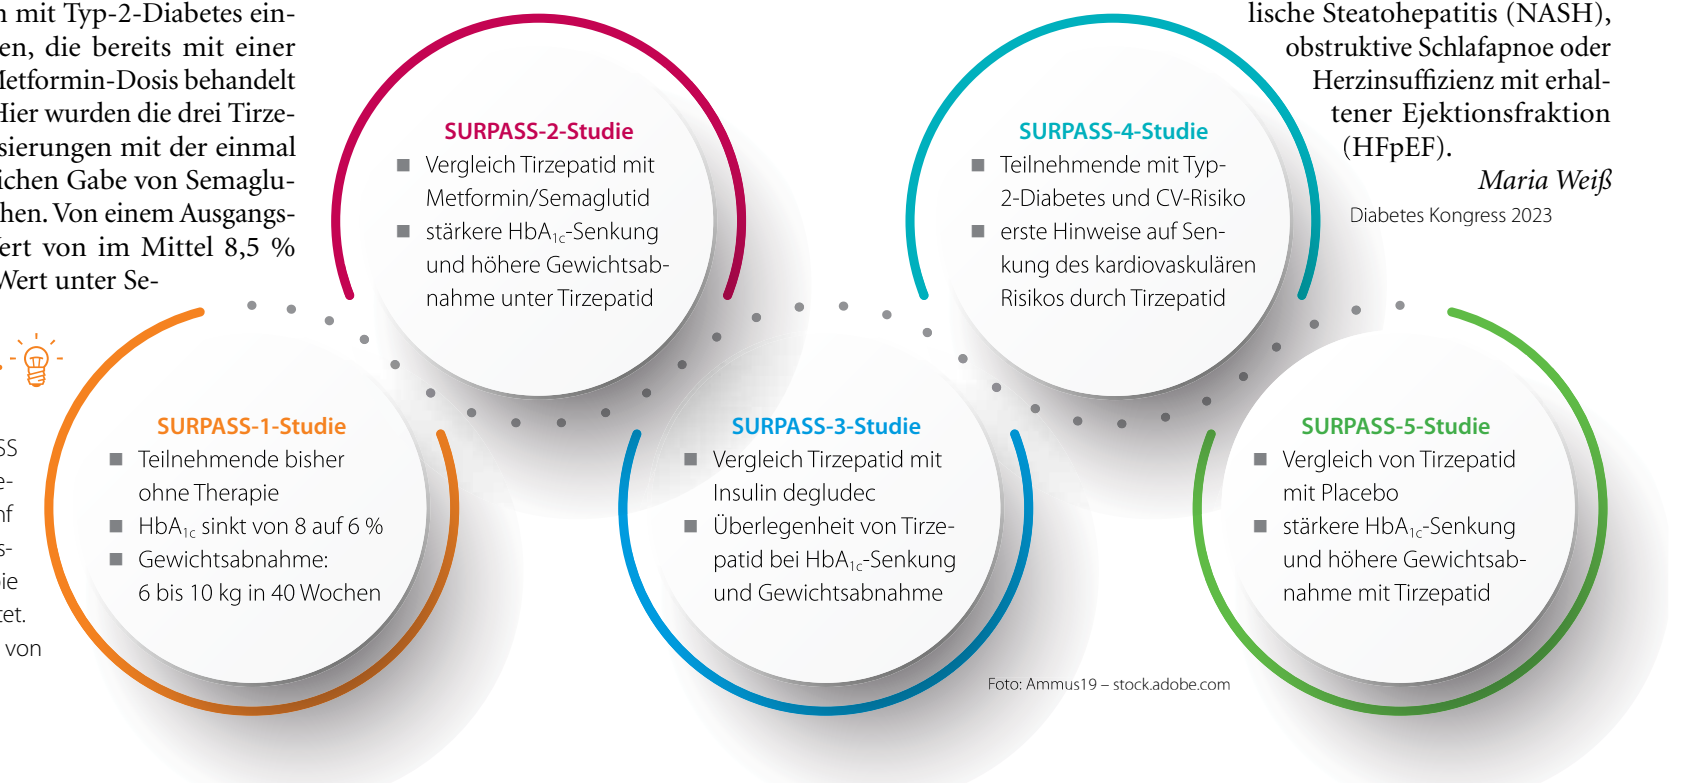 mit Typ-2-Diabetes ein-
die bereits mit einer
Metformin-Dosis behandelt
Hier wurden die drei Tirze-
sierungen mit der einmal
ichen Gabe von Semaglu-
hen. Von einem Ausgangs-
ert von im Mittel 8,5 %
Wert unter Se-
SS
e-
nf
s-
ie
tet.
von
SURPASS-1-Studie
■ Teilnehmende bisher
ohne Therapie
■ HbA1c sinkt von 8 auf 6 %
■ Gewichtsabnahme:
6 bis 10 kg in 40 Wochen
SURPASS-2-Studie
■ Vergleich Tirzepatid mit
Metformin/Semaglutid
■ stärkere HbA1c-Senkung
und höhere Gewichtsab-
nahme unter Tirzepatid
SURPASS-3-Studie
■ Vergleich Tirzepatid mit
Insulin degludec
■ Überlegenheit von Tirze-
patid bei HbA1c-Senkung
und Gewichtsabnahme
SURPASS-4-Studie
■ Teilnehmende mit Typ-
2-Diabetes und CV-Risiko
■ erste Hinweise auf Sen-
kung des kardiovaskulären
Risikos durch Tirzepatid
SURPASS-5-Studie
■ Vergleich von Tirzepatid
mit Placebo
■ stärkere HbA1c-Senkung
und höhere Gewichtsab-
nahme mit Tirzepatid
lische Steatohepatitis (NASH),
obstruktive Schlafapnoe oder
Herzinsuffizienz mit erhal-
tener Ejektionsfraktion
(HFpEF).
Maria Weiß
Diabetes Kongress 2023
Foto: Ammus19 – stock.adobe.com